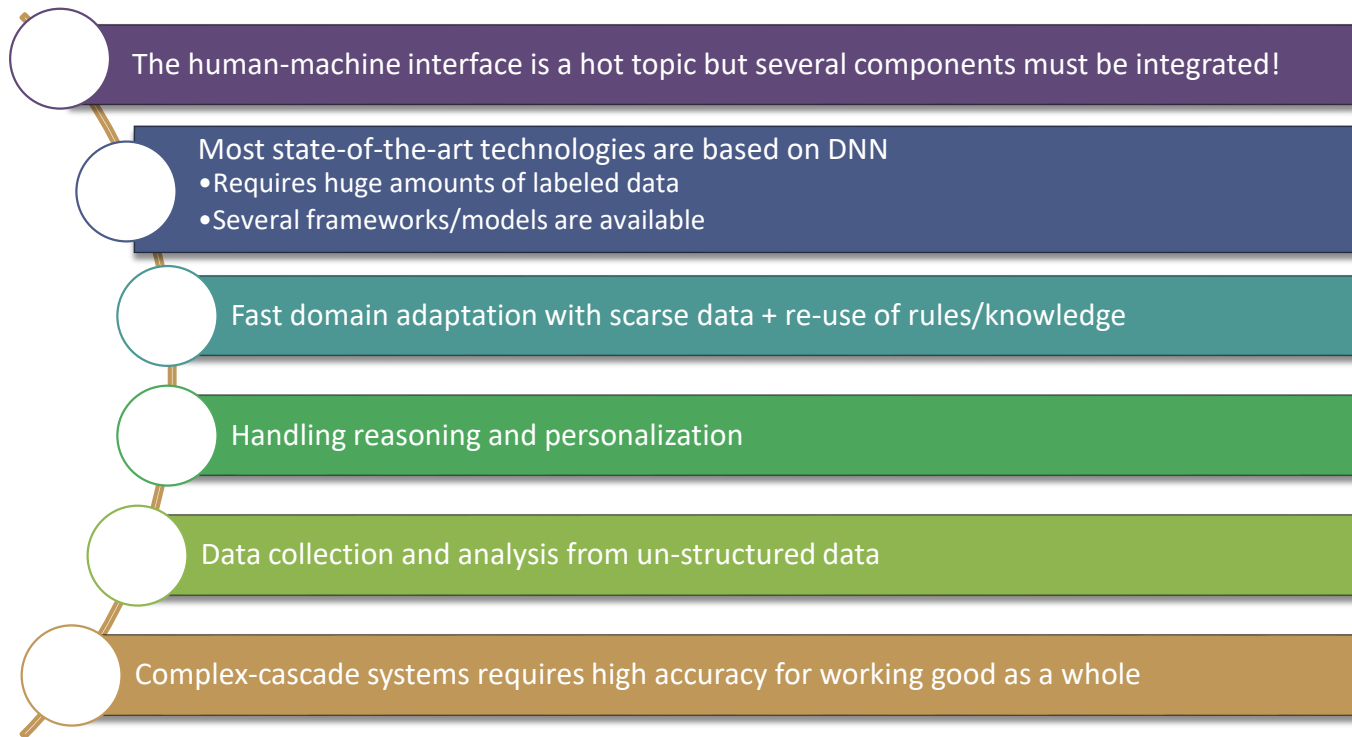 The human-machine interface is a hot topic but several components must be integrated!
Most state-of-the-art technologies are based on DNN
•Requires huge amounts of labeled data
•Several frameworks/models are available
Fast domain adaptation with scarse data + re-use of rules/knowledge
Handling reasoning and personalization
Data collection and analysis from un-structured data
Complex-cascade systems requires high accuracy for working good as a whole